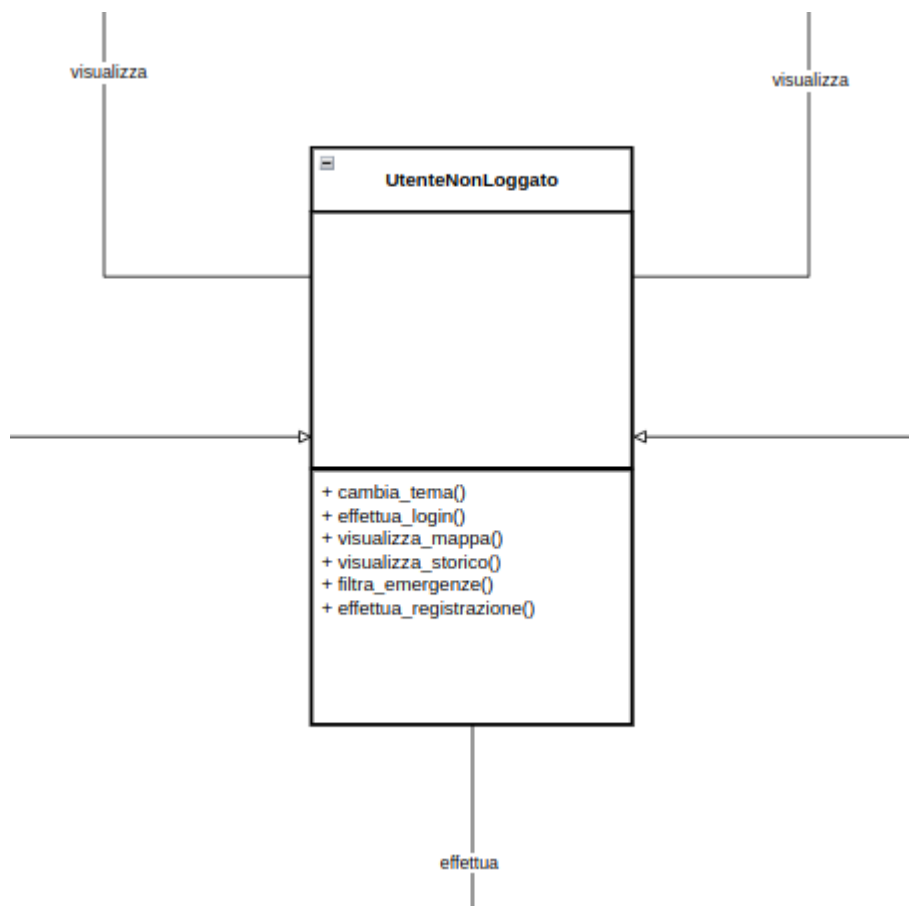 visualizza
visualizza
UtenteNonLoggato
+ cambia_tema()
+ effettua_login()
+ visualizza_mappa()
+ visualizza_storico()
+ filtra_emergenze()
+ effettua_registrazione()
effettua